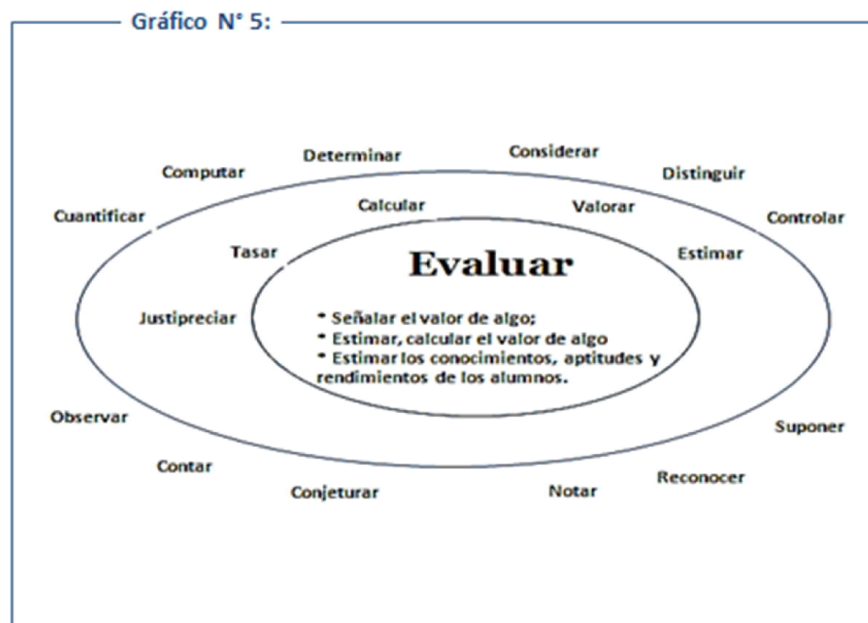 Gráfico N° 5:
Determinar
Considerar
Computar
Distinguir
Cuantificar
Calcular
Valorar
Controlar
Tasar
Estimar
Evaluar
Justipreciar
* Señalar el valor de algo;
* Estimar, calcular el valor de algo
* Estimar los conocimientos, aptitudes y
rendimientos de los alumnos.
Observar
Suponer
Contar
Reconocer
Conjeturar
Notar